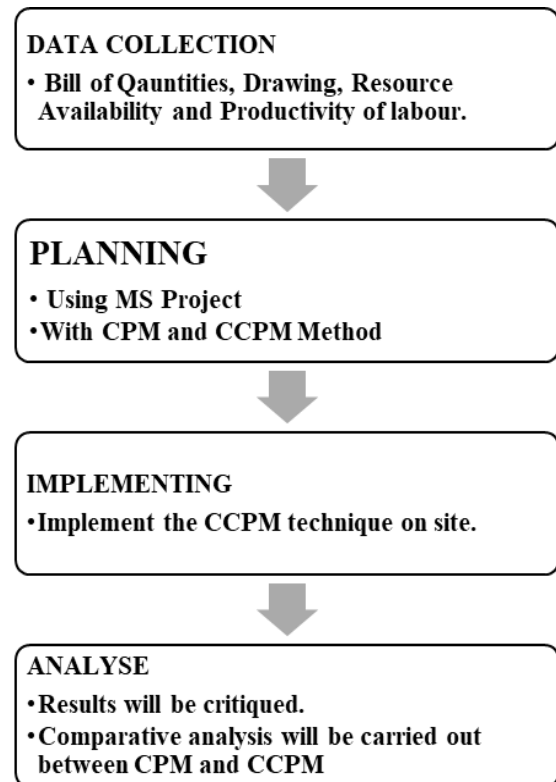 DATA COLLECTION
• Bill of Qauntities, Drawing, Resource
Availability and Productivity of labour.
PLANNING
• Using MS Project
•With CPM and CCPM Method
IMPLEMENTING
•Implement the CCPM technique on site.
ANALYSE
•Results will be critiqued.
•Comparative analysis will be carried out
between CPM and CCPM